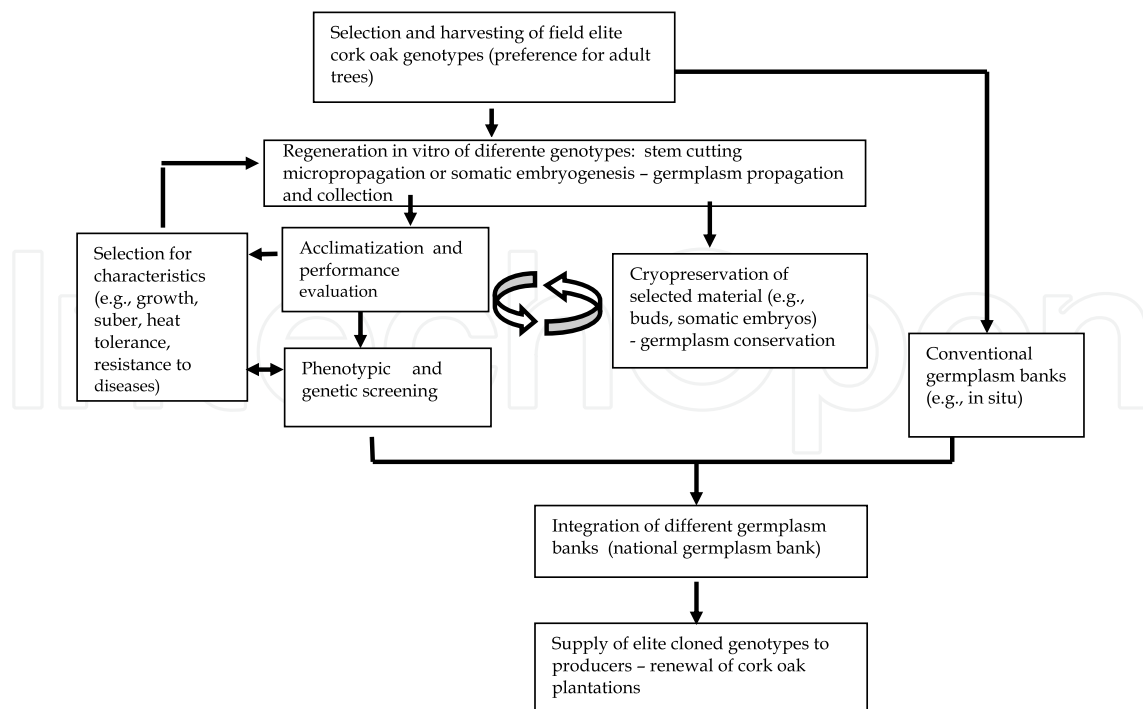 Selection and harvesting of field elite
cork oak genotypes (preference for adult
trees)
Regeneration in vitro of diferente genotypes: stem cutting
micropropagation or somatic embryogenesis – germplasm propagation
and collection
Selection for
characteristics
(e.g., growth,
suber, heat
tolerance,
resistance to
diseases)
Acclimatization and
performance
evaluation
Cryopreservation of
selected material (e.g.,
buds, somatic embryos)
- germplasm conservation
Phenotypic and
genetic screening
Conventional
germplasm banks
(e.g., in situ)
Integration of different germplasm
banks (national germplasm bank)
Supply of elite cloned genotypes to
producers – renewal of cork oak
plantations
IntechOpen